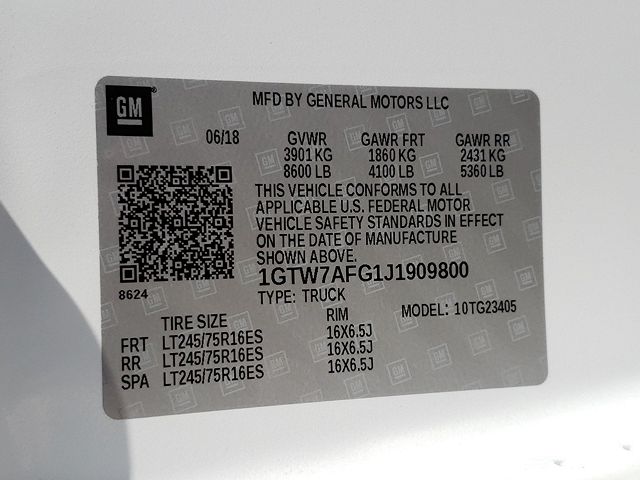 GM
MFD BY GENERAL MOTORS LLC
06/18 GVWR GAWR FRT GAWR RR
3901 KG 1860 KG 2431 KG
8600 LB 4100 LB 5360 LB
THIS VEHICLE CONFORMS TO ALL
APPLICABLE U.S. FEDERAL MOTOR
VEHICLE SAFETY STANDARDS IN EFFECT
ON THE DATE OF MANUFACTURE
SHOWN ABOVE.
1GTW7AFG1J1909800
8624
TYPE: TRUCK MODEL: 10TG23405
TIRE SIZE RIM
FRT LT245/75R16ES 16X6.5J
RR LT245/75R16ES 16X6.5J
SPA LT245/75R16ES 16X6.5J